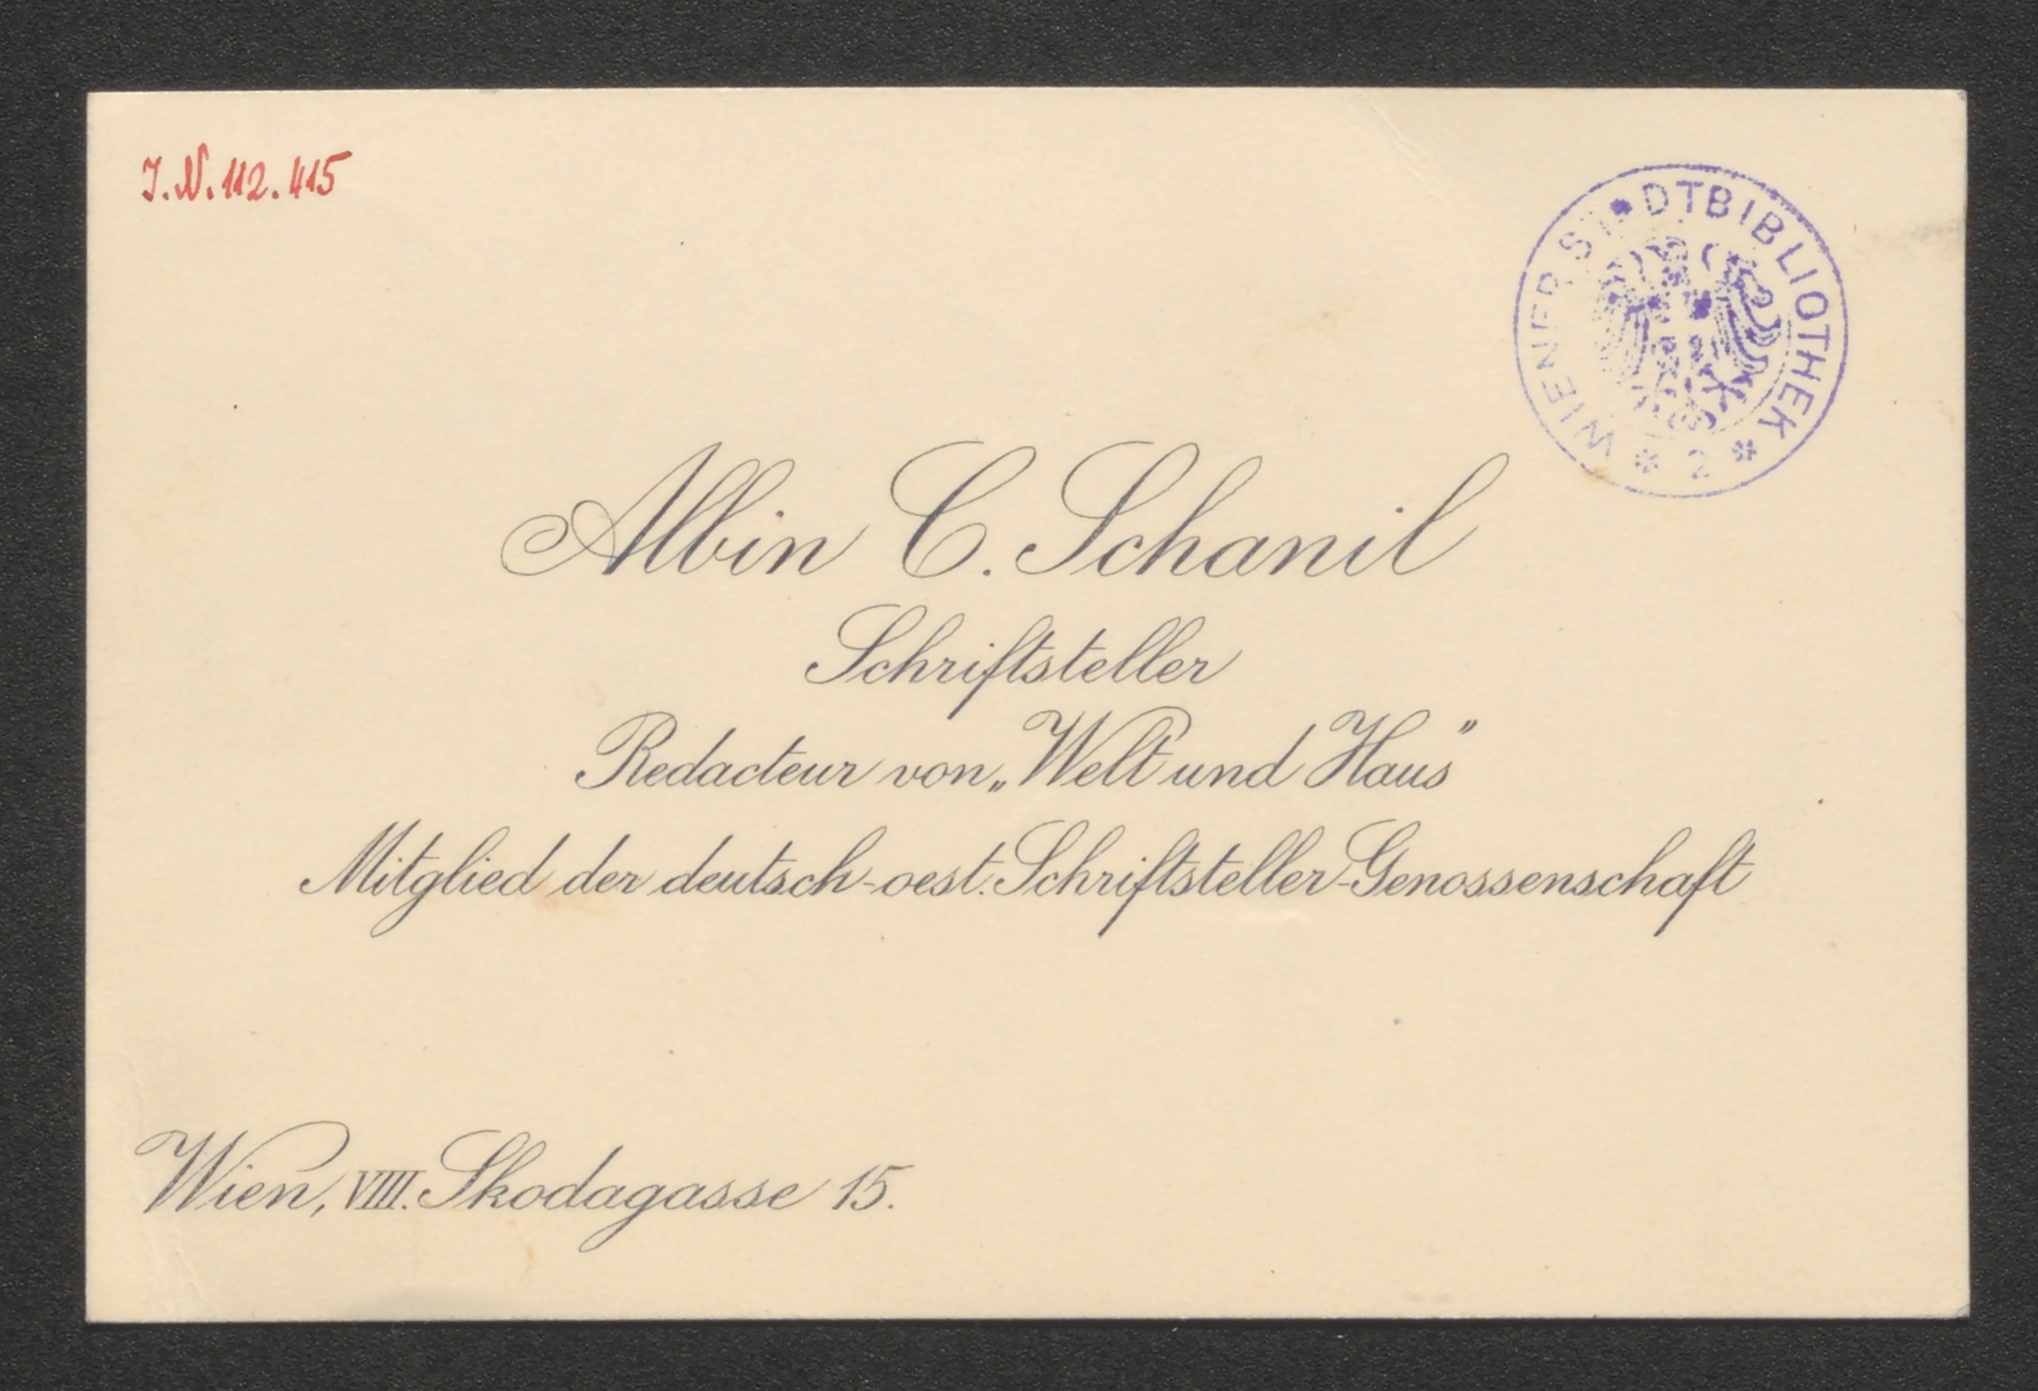 J.N. 112.415
WIENER STADTBIBLIOTHEK * 2 *
Albin C. Schanil
Schriftsteller
Redacteur von „Welt und Haus"
Mitglied der deutsch-oest. Schriftsteller-Genossenschaft
Wien, VIII. Skodagasse 15.